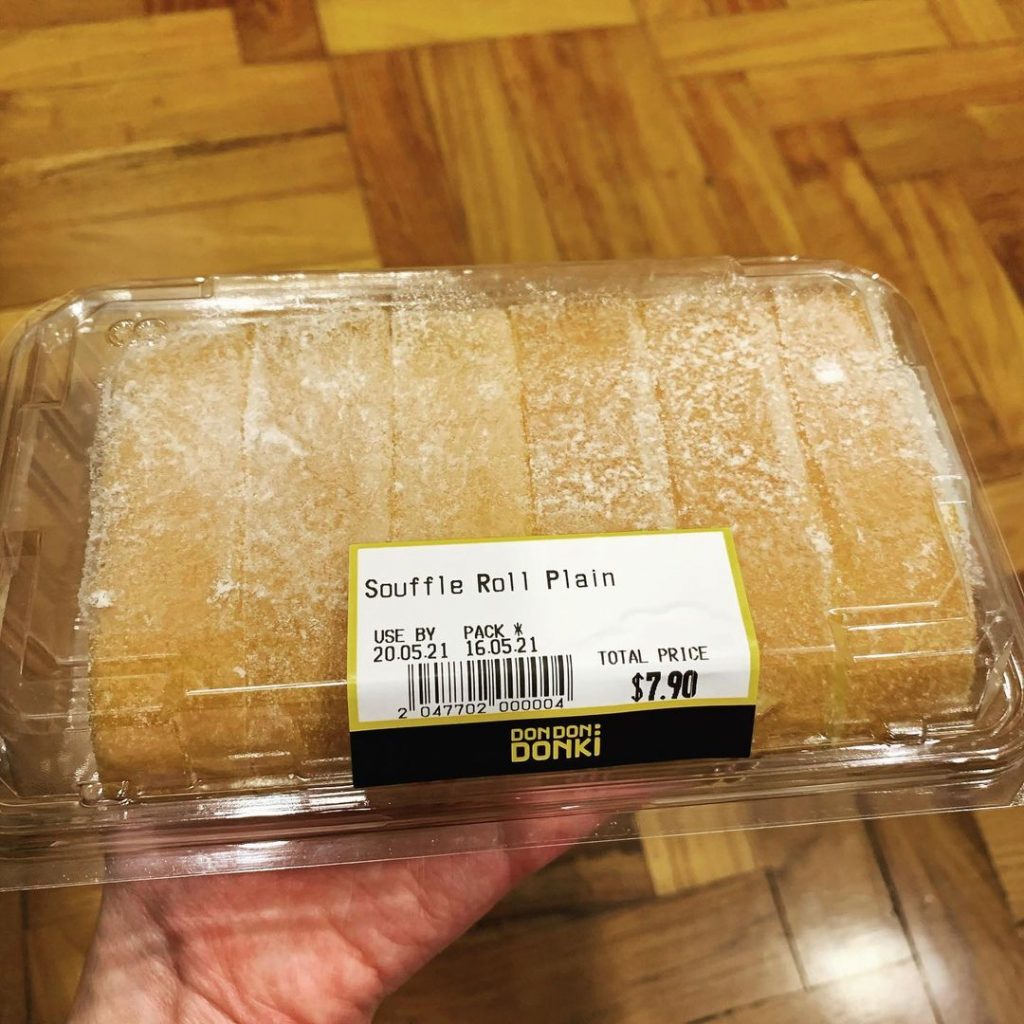 Souffle Roll Plain
USE BY PACK *
20.05.21 16.05.21
TOTAL PRICE
$7.90
2 047702 000004
DON DON
DONKi